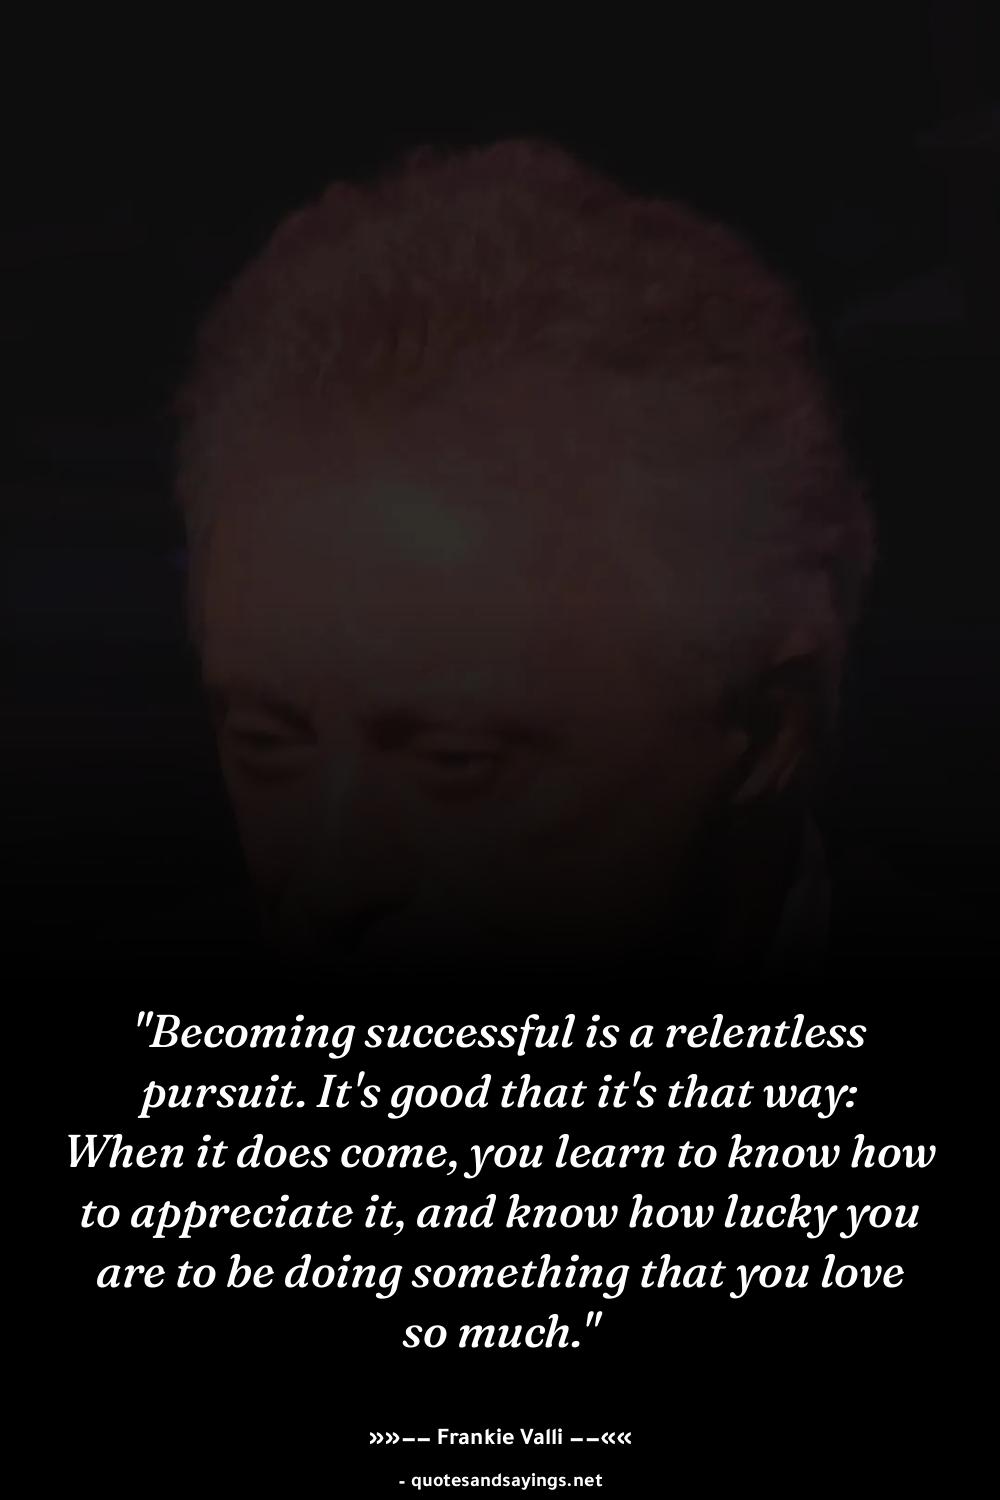 "Becoming successful is a relentless
pursuit. It's good that it's that way:
When it does come, you learn to know how
to appreciate it, and know how lucky you
are to be doing something that you love
so much."
»»–– Frankie Valli ––««
- quotesandsayings.net